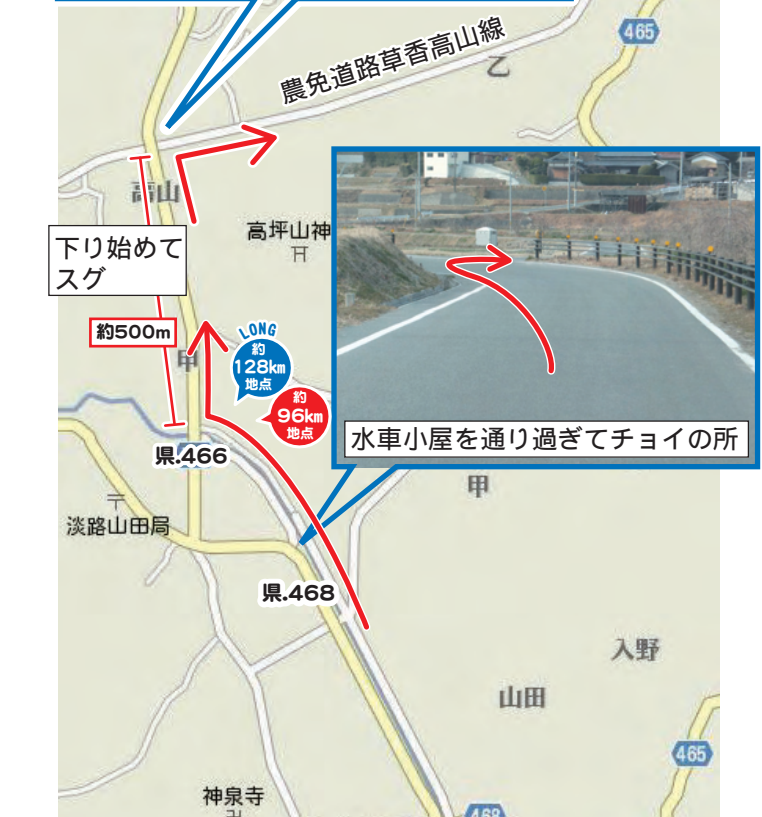 465
農免道路草香高山線
乙
高山
高坪山神
下り始めて
スグ
約500m
甲
LONG
約
128km
地点
約
96km
地点
水車小屋を通り過ぎてチョイの所
県.466
甲
淡路山田局
県.468
入野
山田
465
神泉寺
468